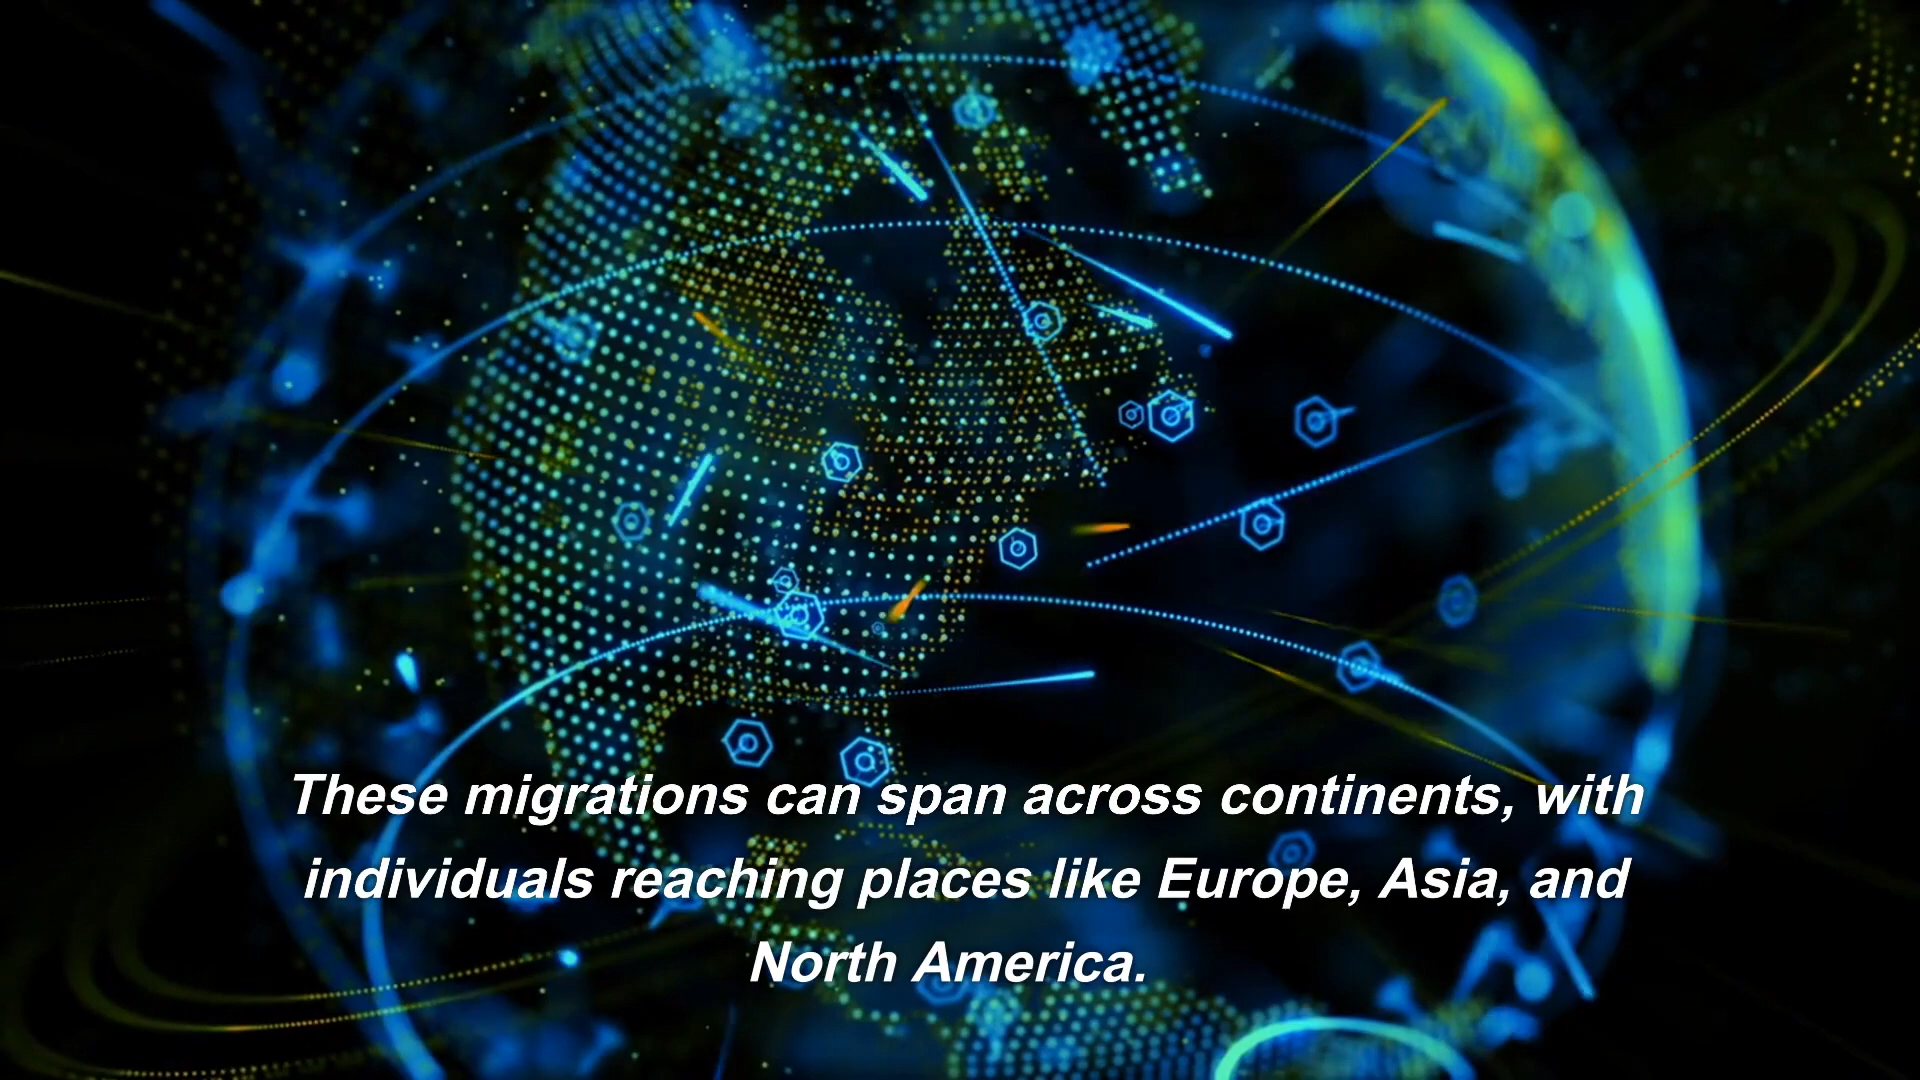 These migrations can span across continents, with
individuals reaching places like Europe, Asia, and
North America.